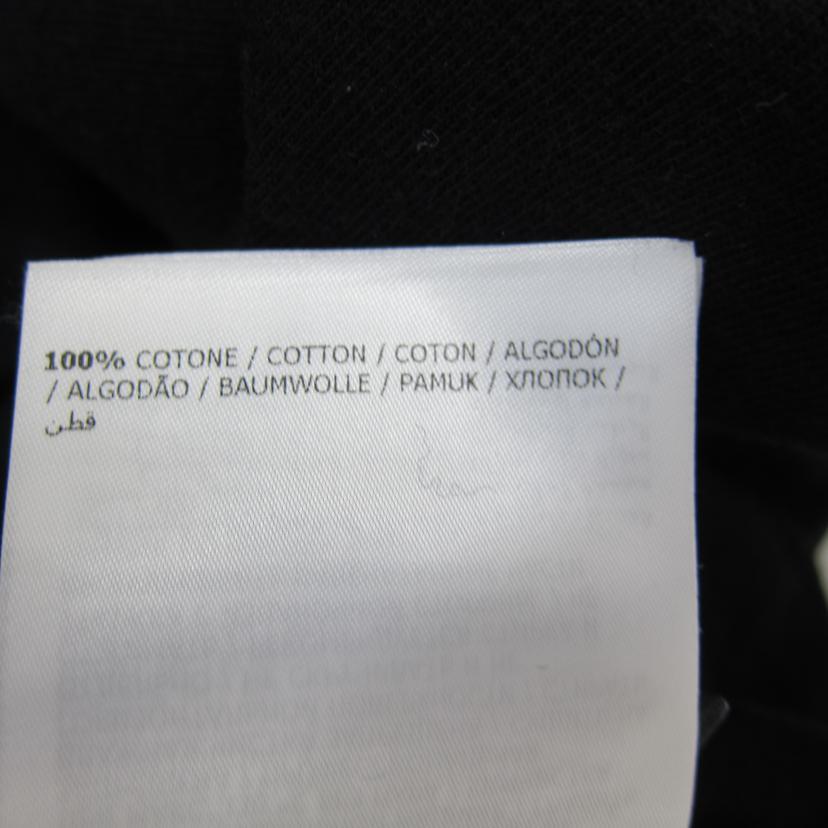 100% COTONE / COTTON / COTON / ALGODÓN
/ ALGODÃO / BAUMWOLLE / PAMUK / ХЛОПОК /
قطن